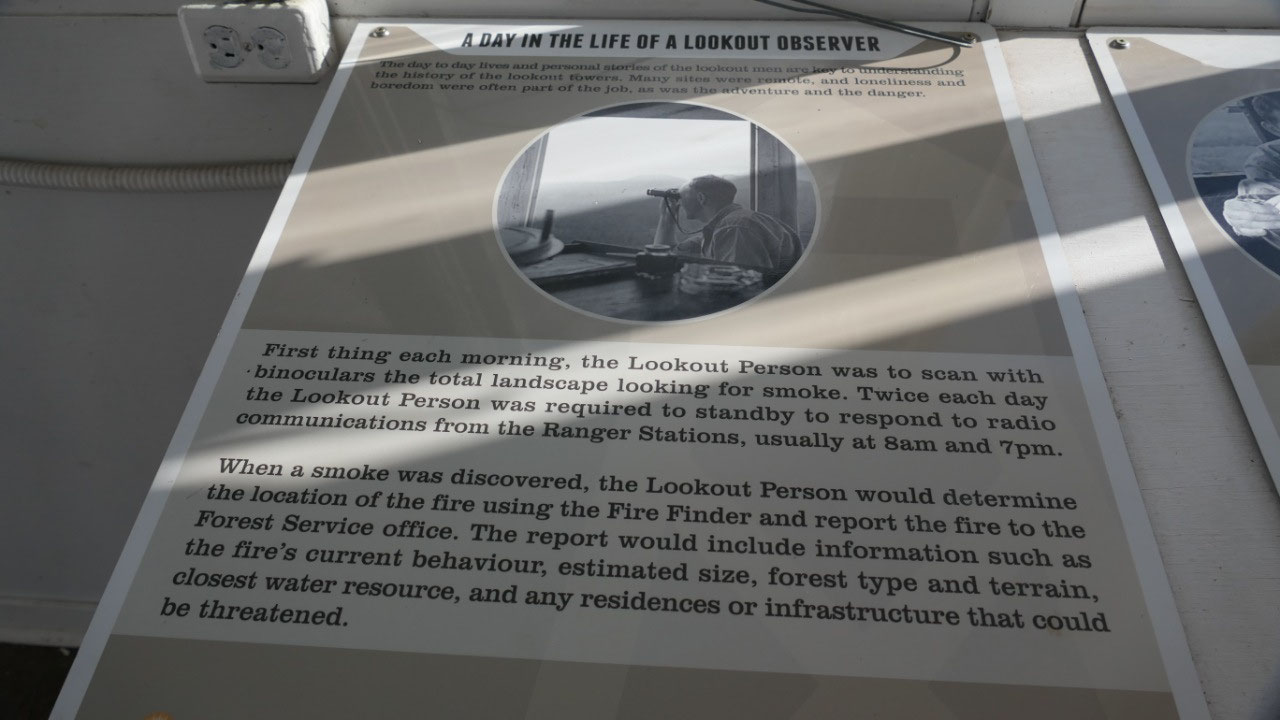 A DAY IN THE LIFE OF A LOOKOUT OBSERVER
The day to day lives and personal stories of the lookout men are key to understanding
the history of the lookout towers. Many sites were remote, and loneliness and
boredom were often part of the job, as was the adventure and the danger.
First thing each morning, the Lookout Person was to scan with
binoculars the total landscape looking for smoke. Twice each day
the Lookout Person was required to standby to respond to radio
communications from the Ranger Stations, usually at 8am and 7pm.
When a smoke was discovered, the Lookout Person would determine
the location of the fire using the Fire Finder and report the fire to the
Forest Service office. The report would include information such as
the fire's current behaviour, estimated size, forest type and terrain,
closest water resource, and any residences or infrastructure that could
be threatened.